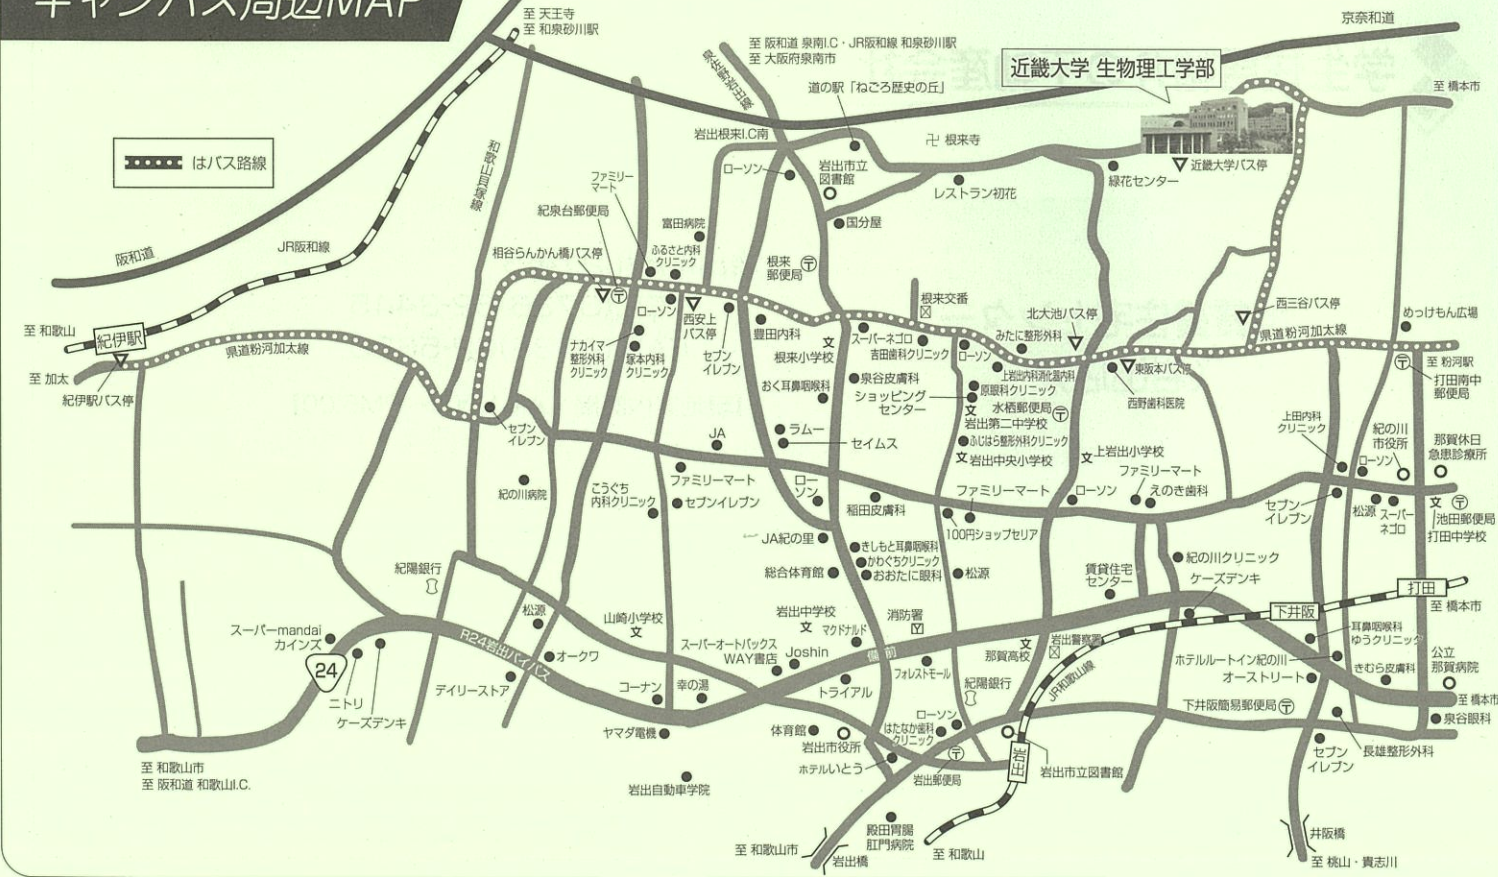 キャンパス周辺MAP
はバス路線
至 天王寺
至 和泉砂川駅
泉佐野岩出線
至 阪和道 泉南I.C・JR阪和線 和泉砂川駅
至 大阪府泉南市
道の駅「ねごろ歴史の丘」
近畿大学 生物理工学部
京奈和道
至 橋本市
岩出根来I.C南
卍 根来寺
ローソン
岩出市立
図書館
レストラン初花
緑花センター
近畿大学バス停
国分屋
和歌山貝塚線
ファミリー
マート
紀泉台郵便局
富田病院
相谷らんかん橋バス停
ふるさと内科
クリニック
根来
郵便局
阪和道
JR阪和線
ローソン
西安上
バス停
セブン
イレブン
豊田内科
根来交番
北大池バス停
西三谷バス停
めっけもん広場
至 和歌山
紀伊駅
県道粉河加太線
至 加太
紀伊駅バス停
ナカイマ
整形外科
クリニック
塚本内科
クリニック
文
根来小学校
スーパーネゴロ
吉田歯科クリニック
ローソン
みたに整形外科
県道粉河加太線
至 粉河駅
おく耳鼻咽喉科
泉谷皮膚科
ショッピング
センター
上岩出内科消化器内科
原眼科クリニック
水栖郵便局
文
岩出第二中学校
ふじはら整形外科クリニック
文 岩出中央小学校
東坂本バス停
西野歯科医院
打田南中
郵便局
セブン
イレブン
JA
ラムー
セイムス
文 上岩出小学校
ファミリーマート
えのき歯科
上田内科
クリニック
紀の川
市役所
ローソン
那賀休日
急患診療所
紀の川病院
こうぐち
内科クリニック
ファミリーマート
セブンイレブン
ローソン
稲田皮膚科
ファミリーマート
100円ショップセリア
ローソン
セブン
イレブン
松源
スーパー
ネゴロ
文
池田郵便局
打田中学校
JA紀の里
総合体育館
きしもと耳鼻咽喉科
かわぐちクリニック
おおたに眼科
松源
賃貸住宅
センター
紀の川クリニック
ケーズデンキ
下井阪
打田
至 橋本市
紀陽銀行
スーパーmandai
カインズ
24
ニトリ
ケーズデンキ
R24岩出バイパス
松源
オークワ
デイリーストア
山崎小学校
文
コーナン
幸の湯
ヤマダ電機
スーパーオートバックス
WAY書店
Joshin
岩出中学校
文
マクドナルド
トライアル
備前
消防署
フォレストモール
文
那賀高校
岩出警察署
JR和歌山線
耳鼻咽喉科
ゆうクリニック
ホテルルートイン紀の川
オーストリート
きむら皮膚科
公立
那賀病院
至 橋本市
泉谷眼科
下井阪簡易郵便局
長雄整形外科
セブン
イレブン
紀陽銀行
ローソン
はたなか歯科
クリニック
体育館
岩出市役所
ホテルいとう
岩出郵便局
岩出
岩出市立図書館
岩出自動車学院
殿田胃腸
肛門病院
至 和歌山市
至 阪和道 和歌山I.C.
至 和歌山市
岩出橋
至 和歌山
井阪橋
至 桃山・貴志川